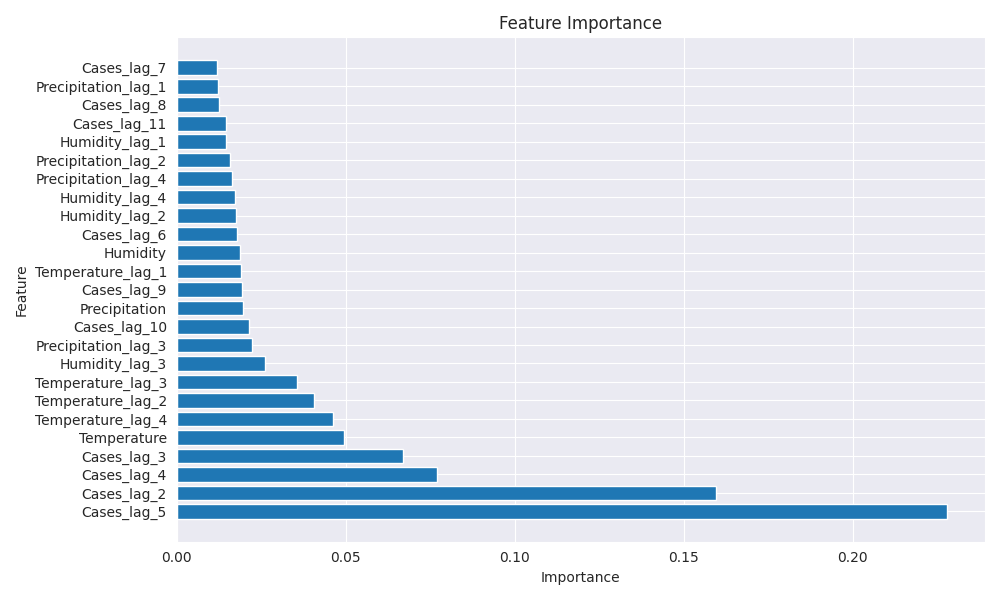 Feature Importance
Cases_lag_7
Precipitation_lag_1
Cases_lag_8
Cases_lag_11
Humidity_lag_1
Precipitation_lag_2
Precipitation_lag_4
Humidity_lag_4
Humidity_lag_2
Cases_lag_6
Humidity
Temperature_lag_1
Cases_lag_9
Precipitation
Cases_lag_10
Precipitation_lag_3
Humidity_lag_3
Temperature_lag_3
Temperature_lag_2
Temperature_lag_4
Temperature
Cases_lag_3
Cases_lag_4
Cases_lag_2
Cases_lag_5
Feature
0.00 0.05 0.10 0.15 0.20
Importance